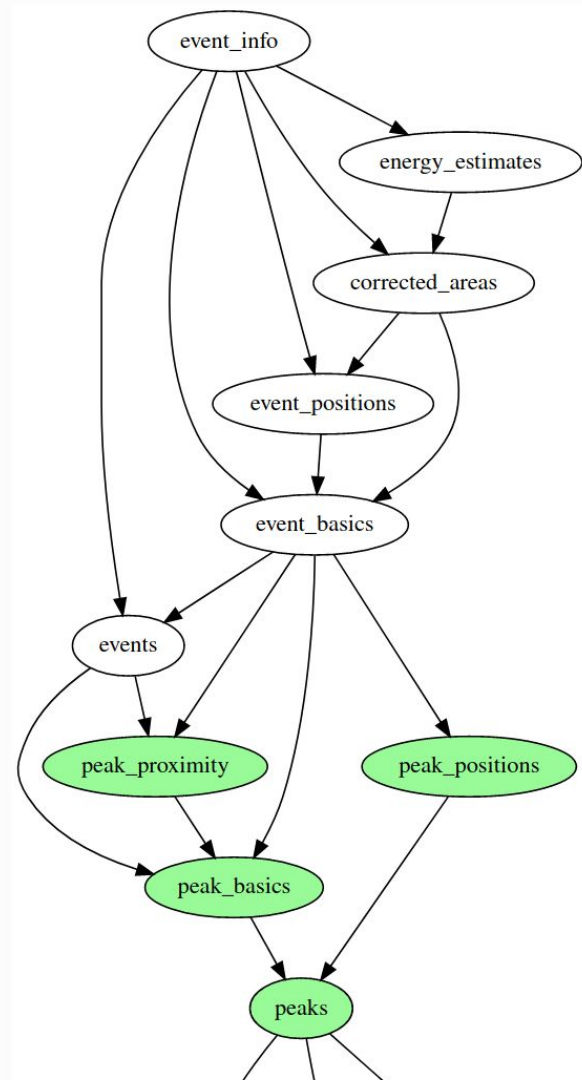 event_info
energy_estimates
corrected_areas
event_positions
event_basics
events
peak_proximity
peak_positions
peak_basics
peaks